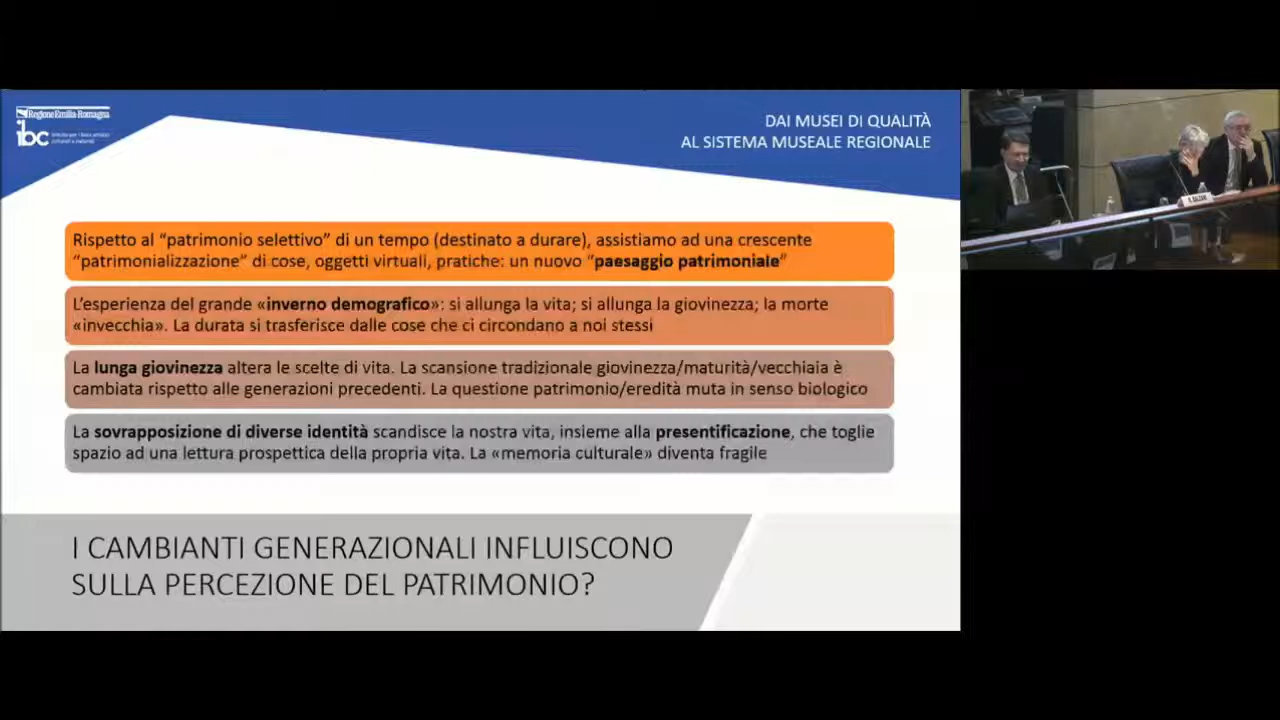 Regione Emilia-Romagna
ibc
DAI MUSEI DI QUALITÀ
AL SISTEMA MUSEALE REGIONALE
Rispetto al “patrimonio selettivo” di un tempo (destinato a durare), assistiamo ad una crescente
“patrimonializzazione” di cose, oggetti virtuali, pratiche: un nuovo “paesaggio patrimoniale”
L’esperienza del grande «inverno demografico»: si allunga la vita; si allunga la giovinezza; la morte
«invecchia». La durata si trasferisce dalle cose che ci circondano a noi stessi
La lunga giovinezza altera le scelte di vita. La scansione tradizionale giovinezza/maturità/vecchiaia è
cambiata rispetto alle generazioni precedenti. La questione patrimonio/eredità muta in senso biologico
La sovrapposizione di diverse identità scandisce la nostra vita, insieme alla presentificazione, che toglie
spazio ad una lettura prospettica della propria vita. La «memoria culturale» diventa fragile
I CAMBIANTI GENERAZIONALI INFLUISCONO
SULLA PERCEZIONE DEL PATRIMONIO?